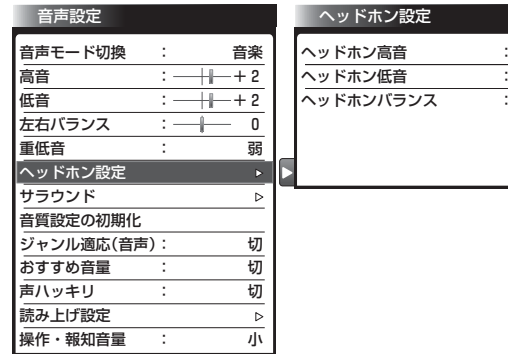 音声設定
音声モード切換 : 音楽
高音 : +2
低音 : +2
左右バランス : 0
重低音 : 弱
ヘッドホン設定
サラウンド
音質設定の初期化
ジャンル適応(音声): 切
おすすめ音量 : 切
声ハッキリ : 切
読み上げ設定
操作・報知音量 : 小
ヘッドホン設定
ヘッドホン高音 :
ヘッドホン低音 :
ヘッドホンバランス :